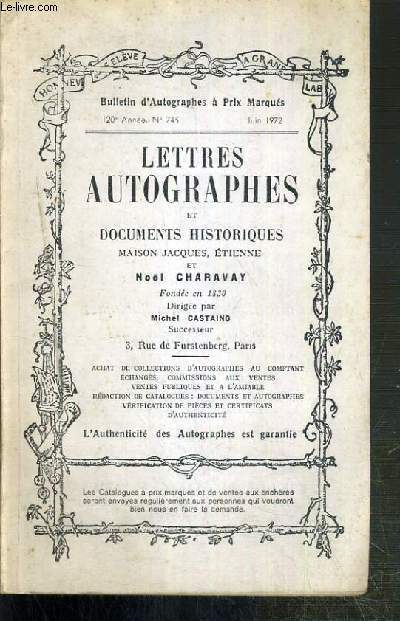 Le-livre.com
HONNEVR
ELEVE
A GRANT
LAB
Bulletin d'Autographes à Prix Marqués
120e Année. N° 745 Juin 1972
LETTRES
AUTOGRAPHES
ET
DOCUMENTS HISTORIQUES
MAISON JACQUES, ÉTIENNE
ET
Noël CHARAVAY
Fondée en 1830
Dirigée par
Michel CASTAING
Successeur
3, Rue de Furstenberg, Paris
ACHAT DE COLLECTIONS D'AUTOGRAPHES AU COMPTANT
ÉCHANGES, COMMISSIONS AUX VENTES
VENTES PUBLIQUES ET A L'AMIABLE
RÉDACTION DE CATALOGUES : DOCUMENTS ET AUTOGRAPHES
VÉRIFICATION DE PIÈCES ET CERTIFICATS
D'AUTHENTICITÉ
L'Authenticité des Autographes est garantie
Les Catalogues à prix marqués et de ventes aux enchères
seront envoyés régulièrement aux personnes qui voudront
bien nous en faire la demande.